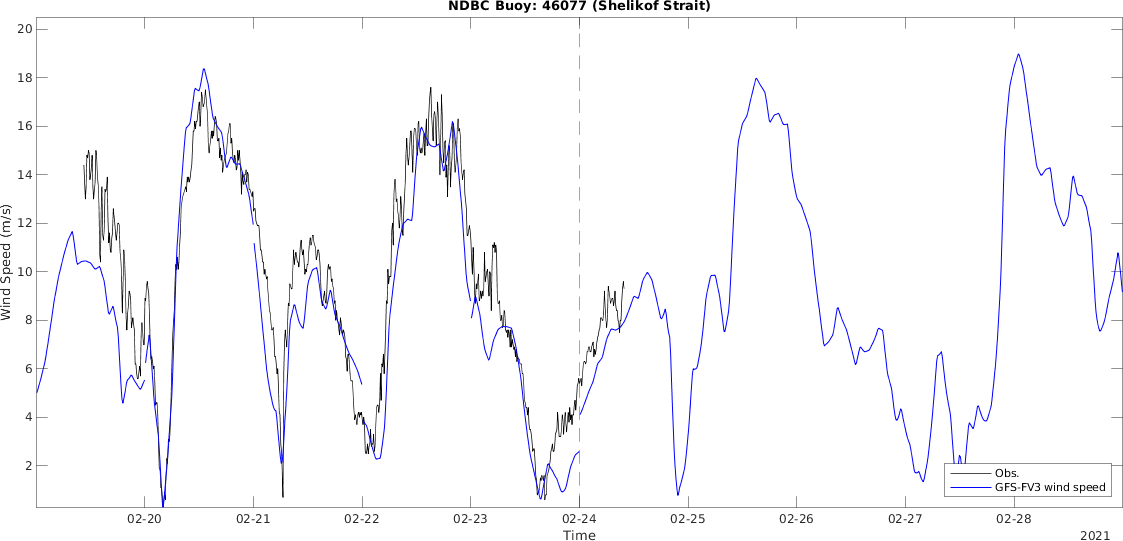 NDBC Buoy: 46077 (Shelikof Strait)
20
18
16
14
12
10
8
6
4
2
Wind Speed (m/s)
Obs.
GFS-FV3 wind speed
02-20 02-21 02-22 02-23 02-24 02-25 02-26 02-27 02-28
Time
2021